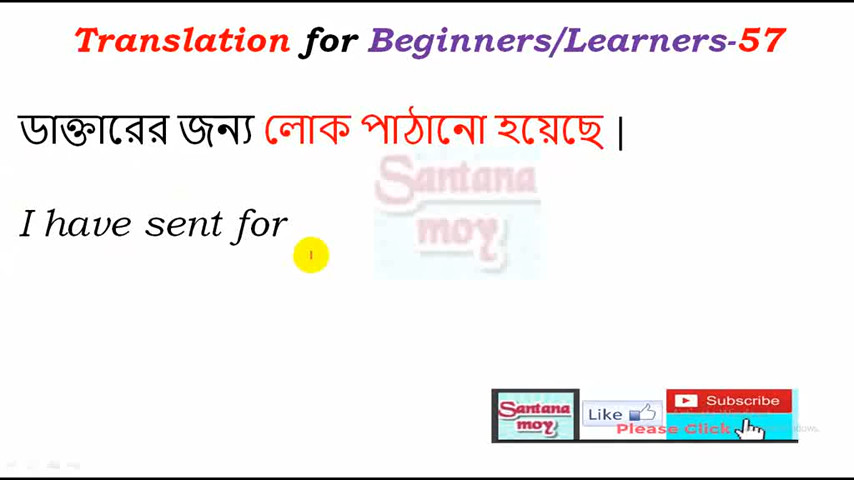 Translation for Beginners/Learners-57
ডাক্তারের জন্য লোক পাঠানো হয়েছে |
Santana
moy
I have sent for
Santana
moy
Like
Subscribe
Please Click